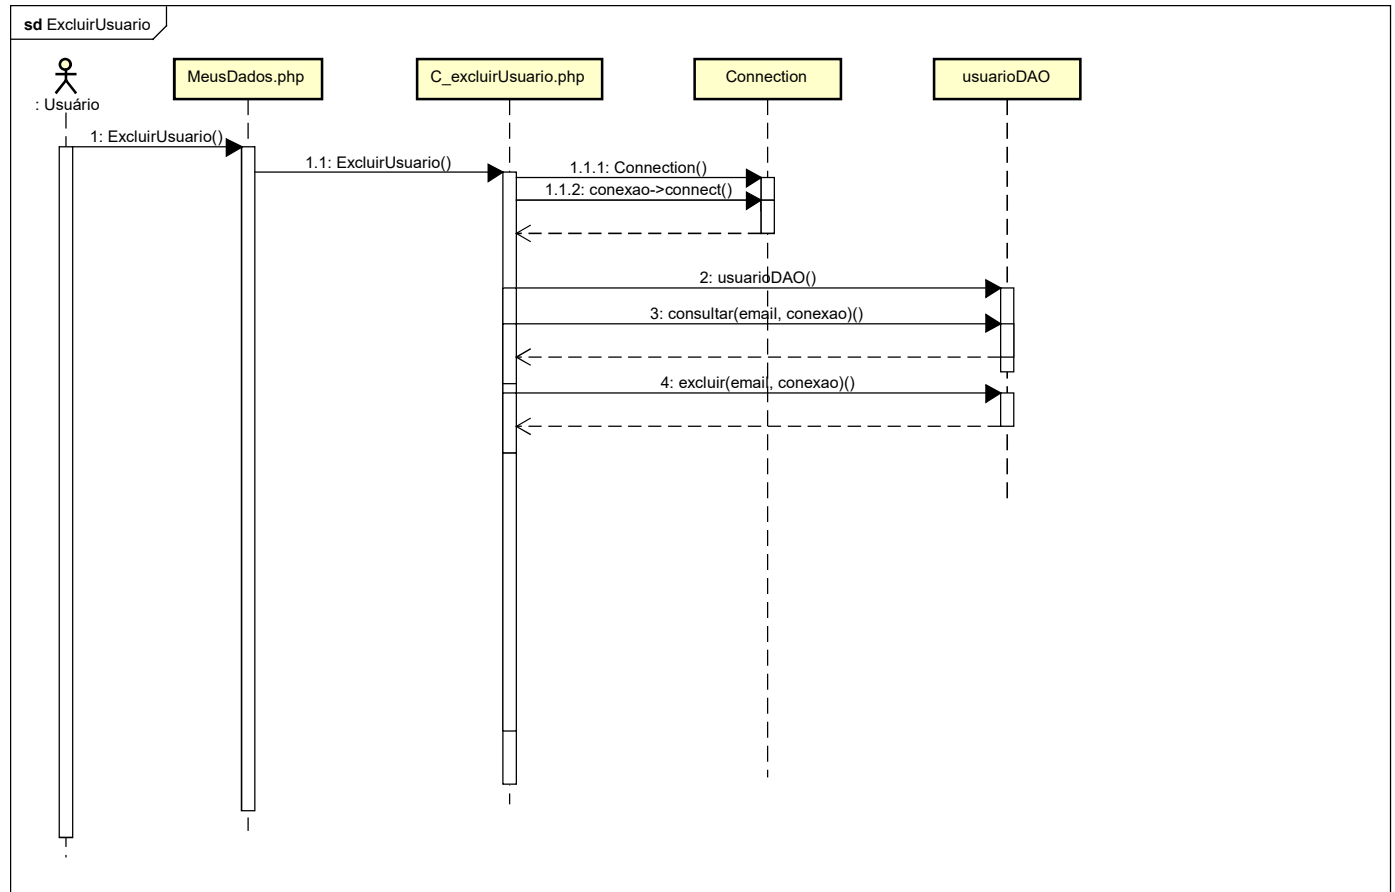 sd ExcluirUsuario
: Usuário
MeusDados.php
C_excluirUsuario.php
Connection
usuarioDAO
1: ExcluirUsuario()
1.1: ExcluirUsuario()
1.1.1: Connection()
1.1.2: conexao->connect()
2: usuarioDAO()
3: consultar(email, conexao)()
4: excluir(email, conexao)()